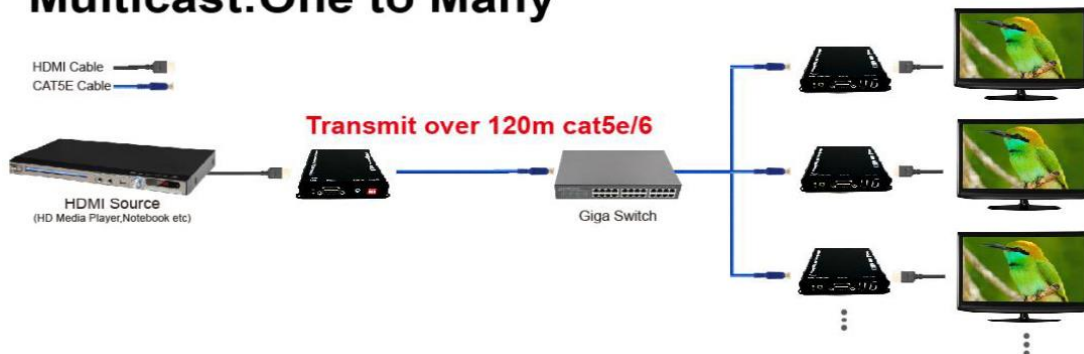 Multicast:One to Many
HDMI Cable
CAT5E Cable
Transmit over 120m cat5e/6
HDMI Source
(HD Media Player,Notebook etc)
Giga Switch